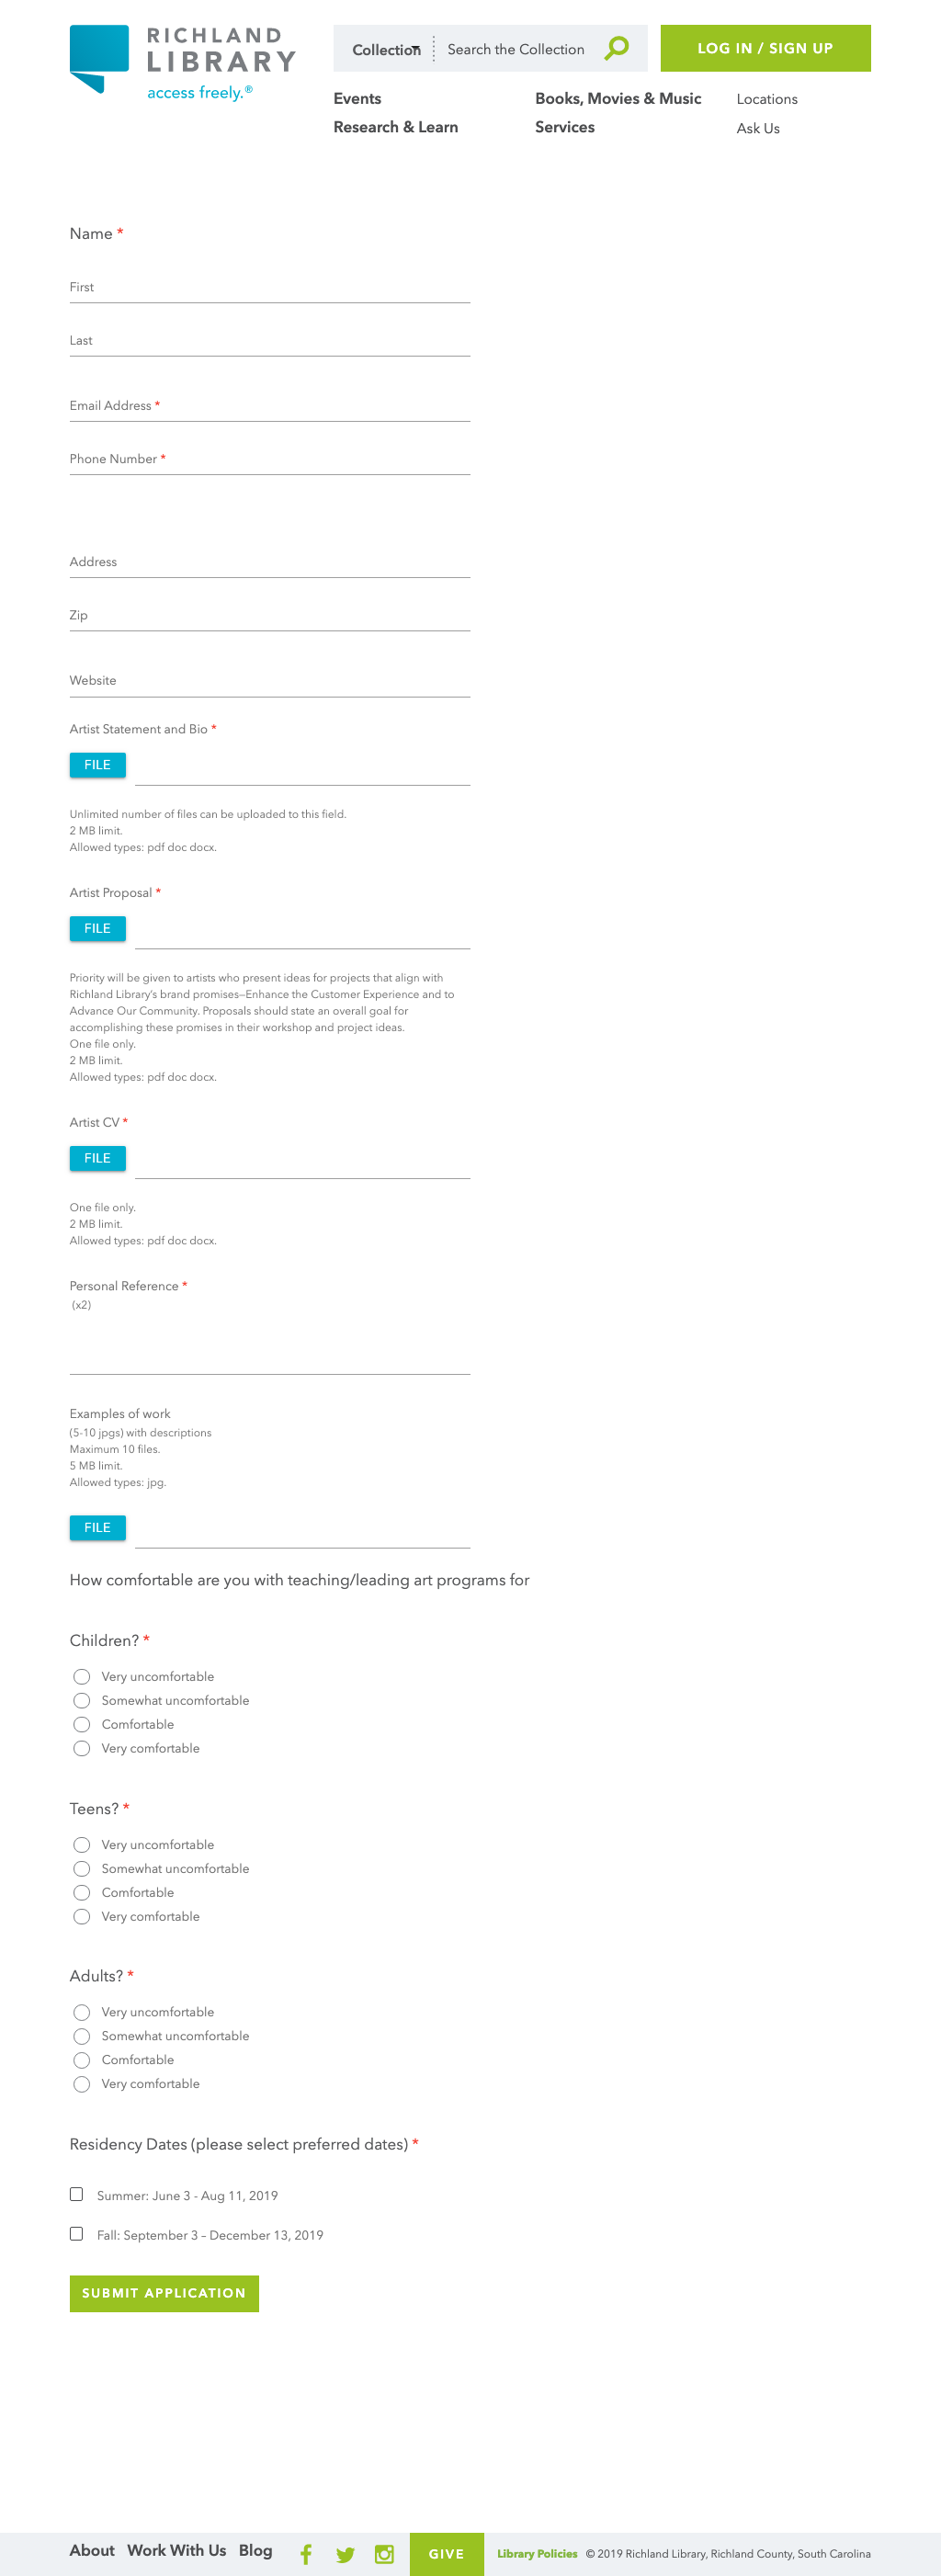 RICHLAND
LIBRARY
access freely.®
Collection
Search the Collection
LOG IN / SIGN UP
Events
Books, Movies & Music
Locations
Research & Learn
Services
Ask Us
Name *
First
Last
Email Address *
Phone Number *
Address
Zip
Website
Artist Statement and Bio *
FILE
Unlimited number of files can be uploaded to this field.
2 MB limit.
Allowed types: pdf doc docx.
Artist Proposal *
FILE
Priority will be given to artists who present ideas for projects that align with
Richland Library's brand promises—Enhance the Customer Experience and to
Advance Our Community. Proposals should state an overall goal for
accomplishing these promises in their workshop and project ideas.
One file only.
2 MB limit.
Allowed types: pdf doc docx.
Artist CV *
FILE
One file only.
2 MB limit.
Allowed types: pdf doc docx.
Personal Reference *
(x2)
Examples of work
(5-10 jpgs) with descriptions
Maximum 10 files.
5 MB limit.
Allowed types: jpg.
FILE
How comfortable are you with teaching/leading art programs for
Children? *
Very uncomfortable
Somewhat uncomfortable
Comfortable
Very comfortable
Teens? *
Very uncomfortable
Somewhat uncomfortable
Comfortable
Very comfortable
Adults? *
Very uncomfortable
Somewhat uncomfortable
Comfortable
Very comfortable
Residency Dates (please select preferred dates) *
Summer: June 3 - Aug 11, 2019
Fall: September 3 – December 13, 2019
SUBMIT APPLICATION
About Work With Us Blog
GIVE
Library Policies © 2019 Richland Library, Richland County, South Carolina